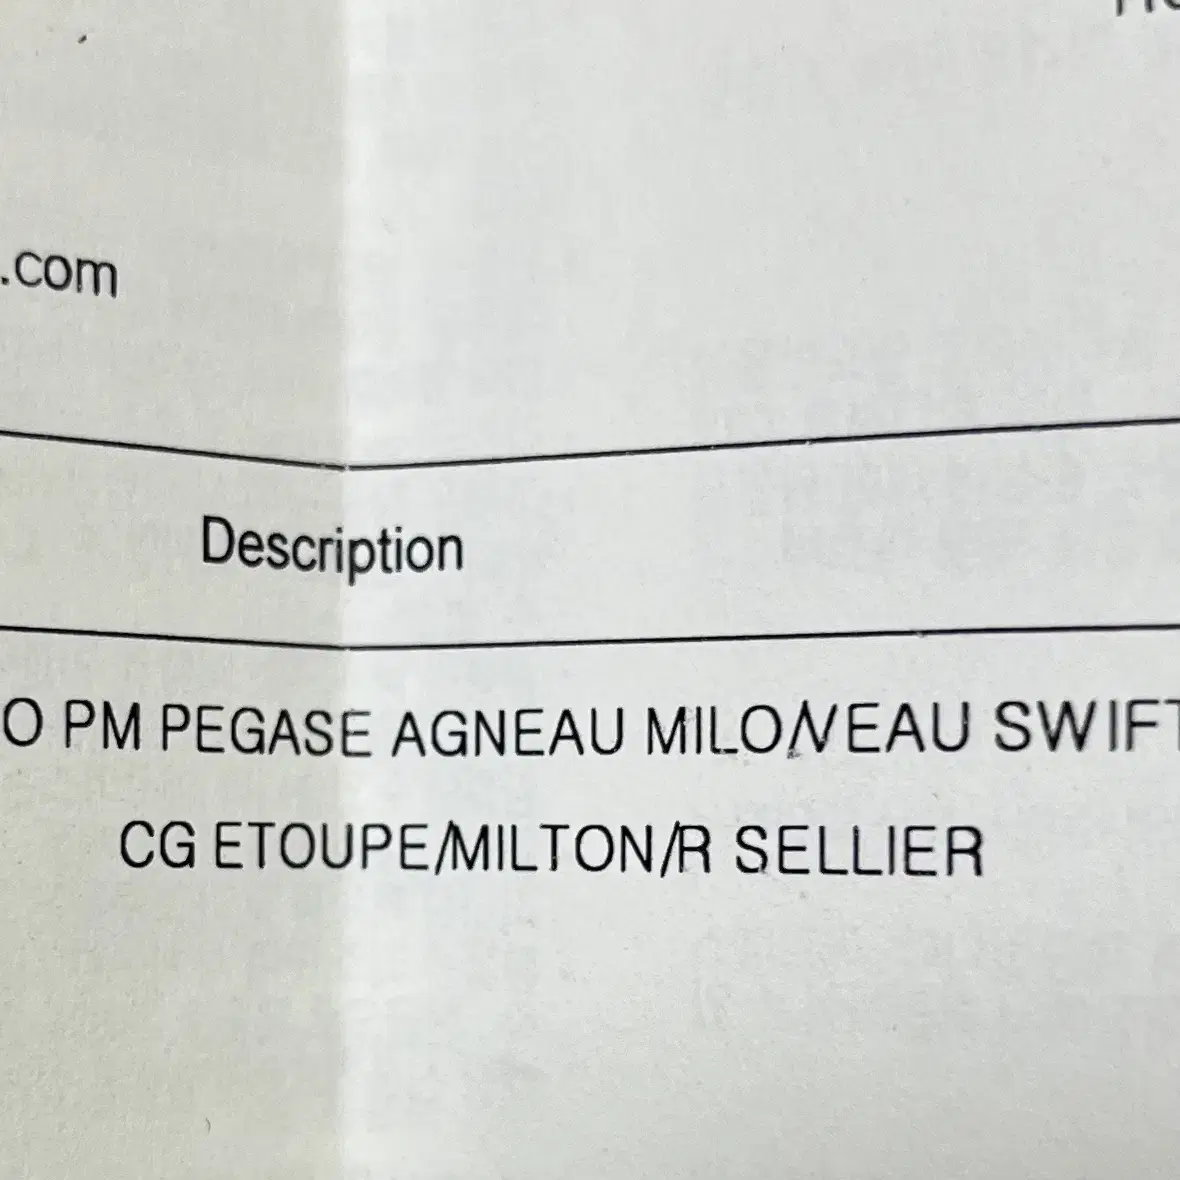 .com
Description
O PM PEGASE AGNEAU MILO/VEAU SWIFT
CG ETOUPE/MILTON/R SELLIER